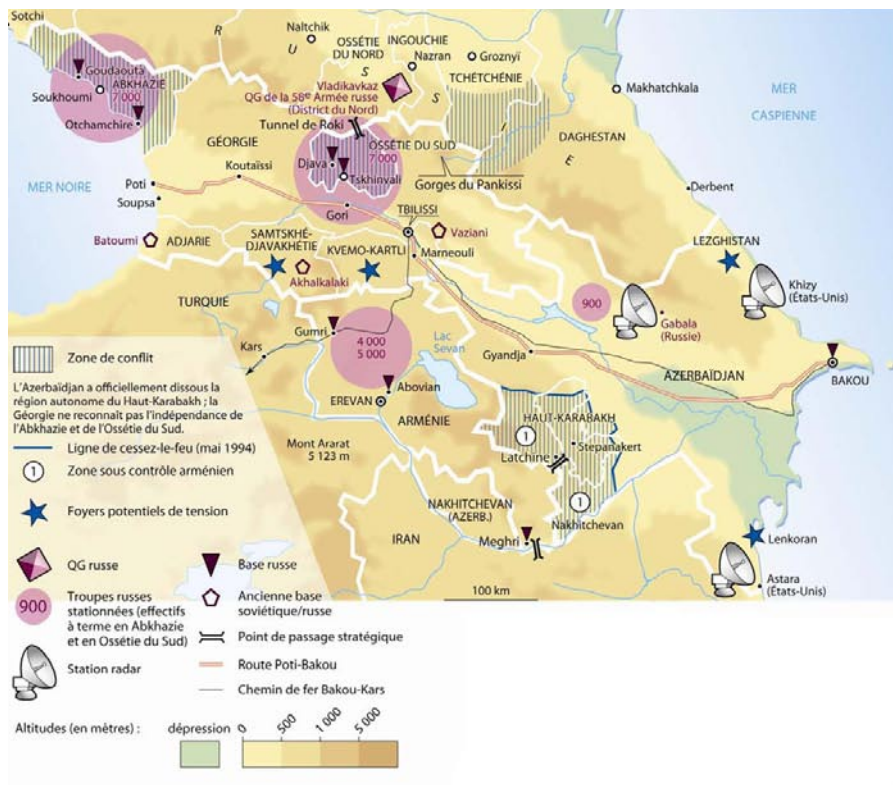 Sotchi
Naltchik
R
U
S
S
I
E
OSSÉTIE
DU NORD
INGOUCHIE
Nazran
Groznyï
TCHÉTCHÉNIE
Makhatchkala
MER
CASPIENNE
Goudaouta
ABKHAZIE
7 000
Soukhoumi
Otchamchire
Vladikavkaz
QG de la 58e Armée russe
(District du Nord)
Tunnel de Roki
DAGHESTAN
GÉORGIE
OSSÉTIE DU SUD
7 000
Djava
Tskhinvali
Gorges du Pankissi
Koutaïssi
MER NOIRE
Poti
Soupsa
Gori
TBILISSI
Derbent
Batoumi
ADJARIE
SAMTSKHÉ-
DJAVAKHÉTIE
KVEMO-KARTLI
Vaziani
Marneouli
LEZGHISTAN
Akhalkalaki
TURQUIE
900
Khizy
(États-Unis)
Gabala
(Russie)
Gumri
4 000
5 000
Kars
Lac
Sevan
Gyandja
AZERBAÏDJAN
BAKOU
Abovian
EREVAN
ARMÉNIE
HAUT-KARABAKH
1
Stepanakert
Latchine
Mont Ararat
5 123 m
NAKHITCHEVAN
(AZERB.)
1
Nakhitchevan
IRAN
Meghri
Lenkoran
Astara
(États-Unis)
100 km
Zone de conflit
L'Azerbaïdjan a officiellement dissous la
région autonome du Haut-Karabakh ; la
Géorgie ne reconnaît pas l'indépendance de
l'Abkhazie et de l'Ossétie du Sud.
Ligne de cessez-le-feu (mai 1994)
1 Zone sous contrôle arménien
Foyers potentiels de tension
QG russe
900 Troupes russes
stationnées (effectifs
à terme en Abkhazie
et en Ossétie du Sud)
Station radar
Base russe
Ancienne base
soviétique/russe
Point de passage stratégique
Route Poti-Bakou
Chemin de fer Bakou-Kars
Altitudes (en mètres) :
dépression
0
500
1 000
5 000